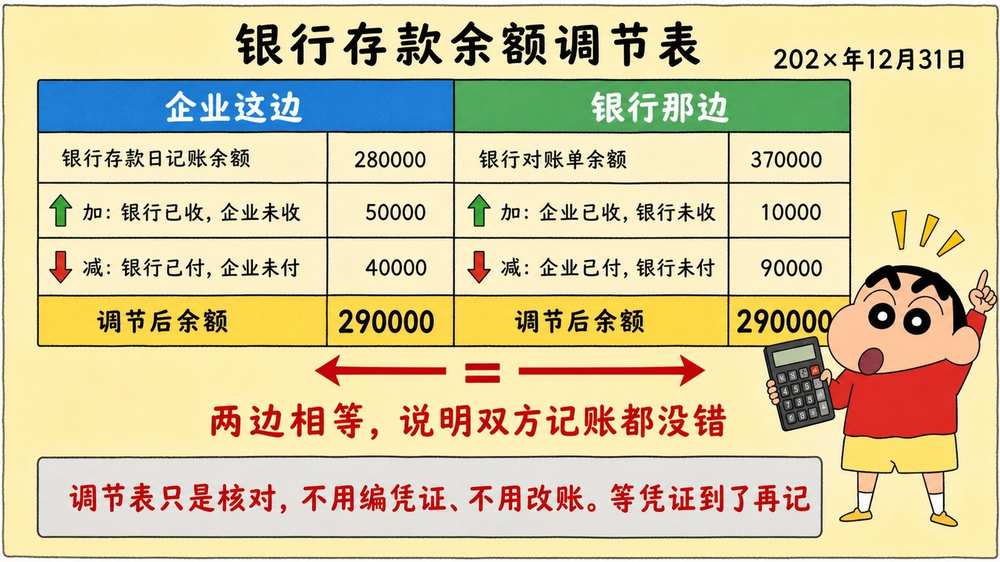 银行存款余额调节表
202×年12月31日
企业这边 银行那边
银行存款日记账余额 280000 银行对账单余额 370000
加：银行已收，企业未收 50000 加：企业已收，银行未收 10000
减：银行已付，企业未付 40000 减：企业已付，银行未付 90000
调节后余额 290000 调节后余额 290000
=
两边相等，说明双方记账都没错
调节表只是核对，不用编凭证、不用改账。等凭证到了再记